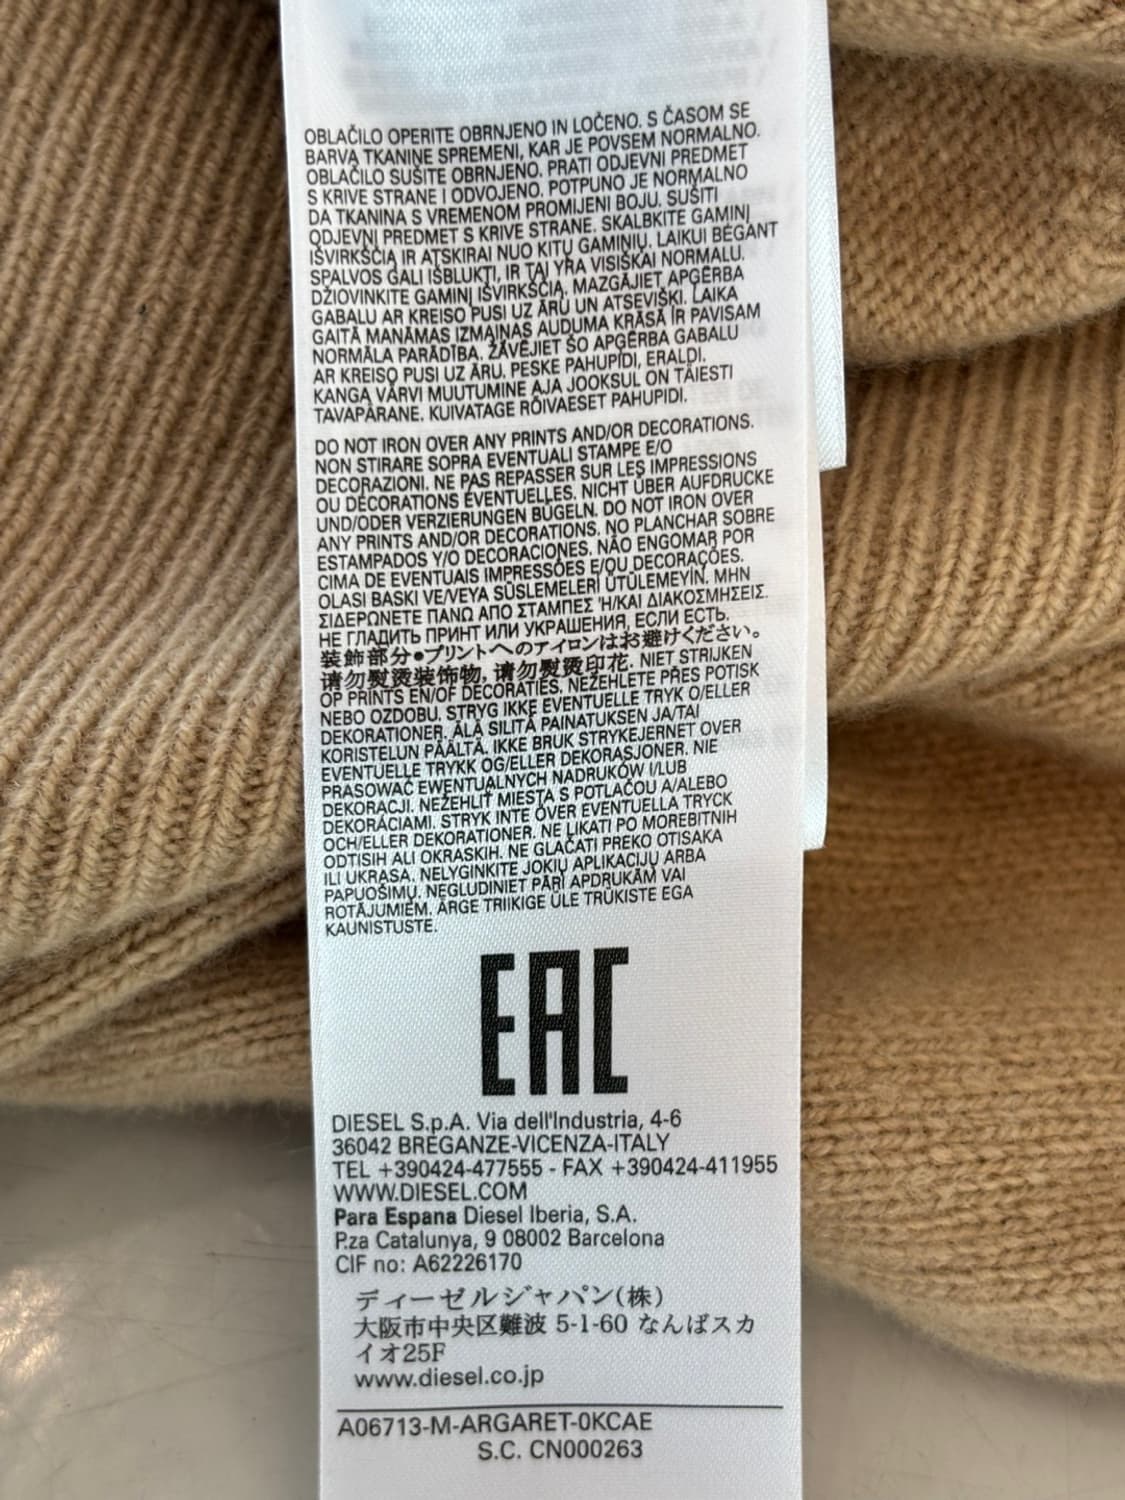 OBLAČILO OPERITE OBRNJENO IN LOČENO. S ČASOM SE
BARVA TKANINE SPREMENI, KAR JE POVSEM NORMALNO.
OBLAČILO SUŠITE OBRNJENO. PRATI ODJEVNI PREDMET
S KRIVE STRANE I ODVOJENO. POTPUNO JE NORMALNO
DA TKANINA S VREMENOM PROMIJENI BOJU. SUŠITI
ODJEVNI PREDMET S KRIVE STRANE. SKALBKITE GAMINĮ
IŠVIRKŠČIĄ IR ATSKIRAI NUO KITŲ GAMINIŲ. LAIKUI BĖGANT
SPALVOS GALI IŠBLUKTI, IR TAI YRA VISIŠKAI NORMALU.
DŽIOVINKITE GAMINĮ IŠVIRKŠČIĄ. MAZGĀJIET APĢĒRBA
GABALU AR KREISO PUSI UZ ĀRU UN ATSEVIŠĶI. LAIKA
GAITĀ MANĀMAS IZMAIŅAS AUDUMA KRĀSĀ IR PAVISAM
NORMĀLA PARĀDĪBA. ŽĀVĒJIET ŠO APĢĒRBA GABALU
AR KREISO PUSI UZ ĀRU. PESKE PAHUPIDI, ERALDI.
KANGA VÄRVI MUUTUMINE AJA JOOKSUL ON TÄIESTI
TAVAPÄRANE. KUIVATAGE RÕIVAESET PAHUPIDI.
DO NOT IRON OVER ANY PRINTS AND/OR DECORATIONS.
NON STIRARE SOPRA EVENTUALI STAMPE E/O
DECORAZIONI. NE PAS REPASSER SUR LES IMPRESSIONS
OU DÉCORATIONS ÉVENTUELLES. NICHT ÜBER AUFDRUCKE
UND/ODER VERZIERUNGEN BÜGELN. DO NOT IRON OVER
ANY PRINTS AND/OR DECORATIONS. NO PLANCHAR SOBRE
ESTAMPADOS Y/O DECORACIONES. NÃO ENGOMAR POR
CIMA DE EVENTUAIS IMPRESSÕES E/OU DECORAÇÕES.
OLASI BASKI VE/VEYA SÜSLEMELERİ ÜTÜLEMEYİN. ΜΗΝ
ΣΙΔΕΡΩΝΕΤΕ ΠΑΝΩ ΑΠΟ ΣΤΑΜΠΕΣ Ή/ΚΑΙ ΔΙΑΚΟΣΜΗΣΕΙΣ.
НЕ ГЛАДИТЬ ПРИНТ ИЛИ УКРАШЕНИЯ, ЕСЛИ ЕСТЬ.
装飾部分●プリントへのアイロンはお避けください。
请勿熨烫装饰物, 请勿熨烫印花. NIET STRIJKEN
OP PRINTS EN/OF DECORATIES. NEŽEHLETE PŘES POTISK
NEBO OZDOBU. STRYG IKKE EVENTUELLE TRYK O/ELLER
DEKORATIONER. ÄLÄ SILITÄ PAINATUKSEN JA/TAI
KORISTELUN PÄÄLTÄ. IKKE BRUK STRYKEJERNET OVER
EVENTUELLE TRYKK OG/ELLER DEKORASJONER. NIE
PRASOWAĆ EWENTUALNYCH NADRUKÓW I/LUB
DEKORACJI. NEŽEHLIŤ MIESTA S POTLAČOU A/ALEBO
DEKORÁCIAMI. STRYK INTE ÖVER EVENTUELLA TRYCK
OCH/ELLER DEKORATIONER. NE LIKATI PO MOREBITNIH
ODTISIH ALI OKRASKIH. NE GLAČATI PREKO OTISAKA
ILI UKRASA. NELYGINKITE JOKIŲ APLIKACIJŲ ARBA
PAPUOŠIMŲ. NEGLUDINIET PĀRI APDRUKĀM VAI
ROTĀJUMIEM. ÄRGE TRIIKIGE ÜLE TRÜKISTE EGA
KAUNISTUSTE.
EAC
DIESEL S.p.A. Via dell'Industria, 4-6
36042 BREGANZE-VICENZA-ITALY
TEL +390424-477555 - FAX +390424-411955
WWW.DIESEL.COM
Para Espana Diesel Iberia, S.A.
P.za Catalunya, 9 08002 Barcelona
CIF no: A62226170
ディーゼルジャパン(株)
大阪市中央区難波 5-1-60 なんばスカ
イオ25F
www.diesel.co.jp
A06713-M-ARGARET-0KCAE
S.C. CN000263